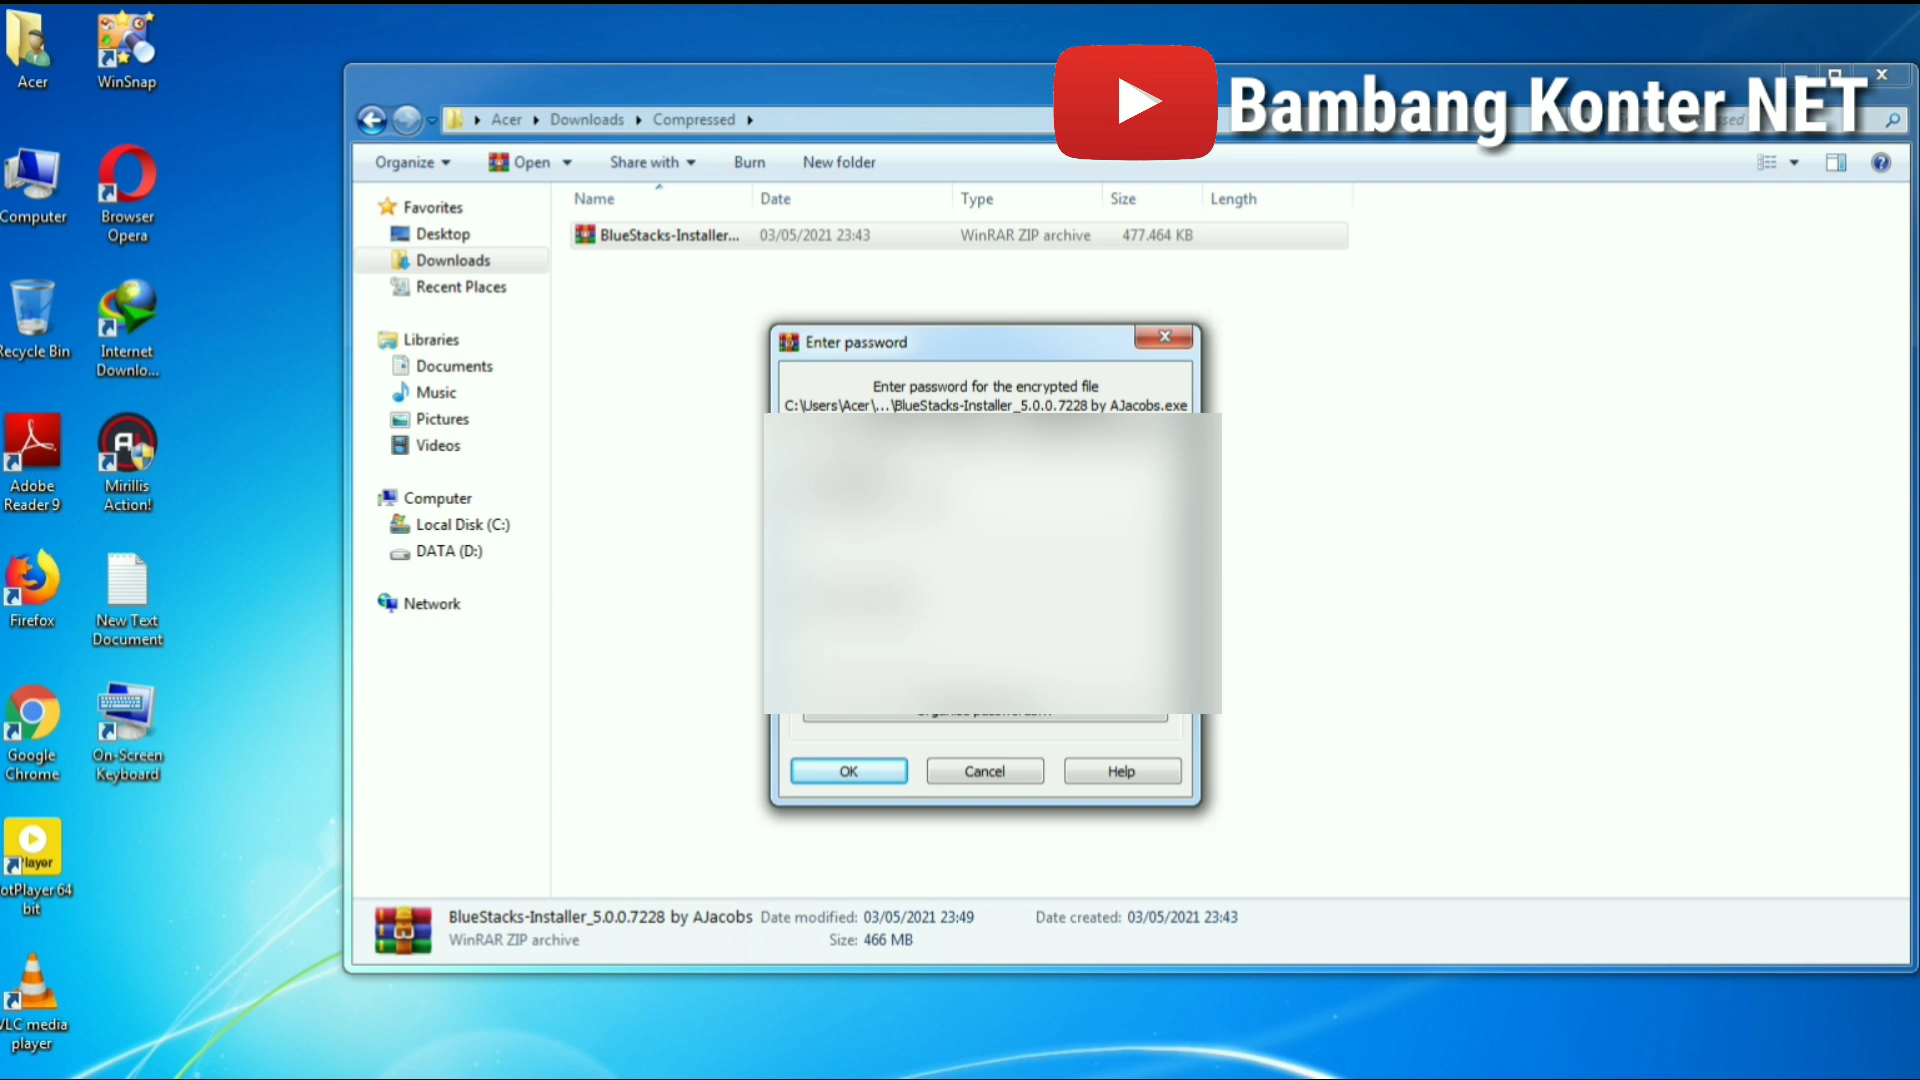 Acer
WinSnap
Bambang Konter NET
Acer Downloads Compressed
Organize Open Share with Burn New folder
Computer
Browser
Opera
Name Date Type Size Length
BlueStacks-Installer... 03/05/2021 23:43 WinRAR ZIP archive 477.464 KB
Favorites
Desktop
Downloads
Recent Places
Libraries
Documents
Music
Pictures
Videos
Computer
Local Disk (C:)
DATA (D:)
Network
Recycle Bin
Internet
Downlo...
Enter password
Enter password for the encrypted file
C:\Users\Acer\...\BlueStacks-Installer_5.0.0.7228 by AJacobs.exe
OK Cancel Help
Adobe
Reader 9
Mirillis
Action!
Firefox
New Text
Document
Google
Chrome
On-Screen
Keyboard
Player
otPlayer 64
bit
VLC media
player
BlueStacks-Installer_5.0.0.7228 by AJacobs Date modified: 03/05/2021 23:49 Date created: 03/05/2021 23:43
WinRAR ZIP archive Size: 466 MB